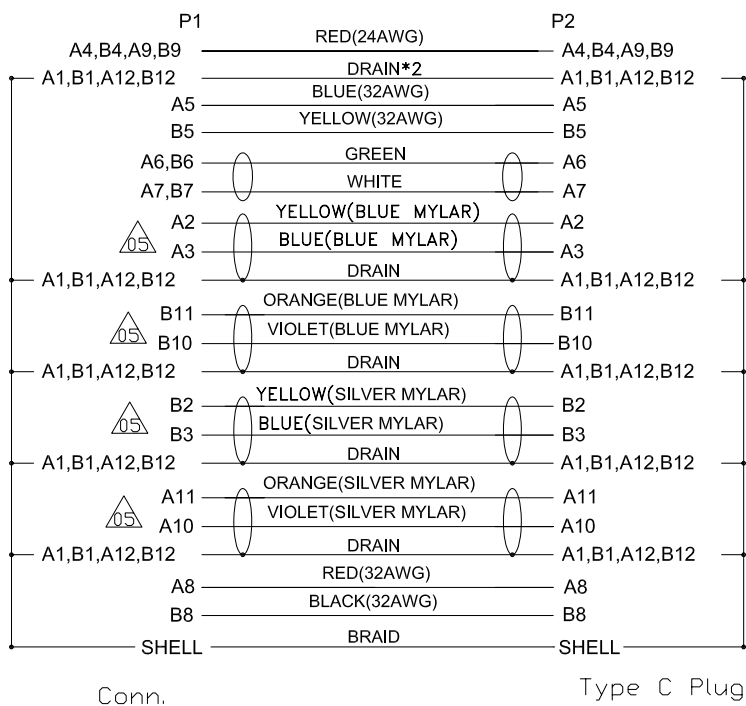 P1 P2
A4,B4,A9,B9 RED(24AWG) A4,B4,A9,B9
A1,B1,A12,B12 DRAIN*2 A1,B1,A12,B12
A5 BLUE(32AWG) A5
B5 YELLOW(32AWG) B5
A6,B6 GREEN A6
A7,B7 WHITE A7
A2 YELLOW(BLUE MYLAR) A2
05 A3 BLUE(BLUE MYLAR) A3
A1,B1,A12,B12 DRAIN A1,B1,A12,B12
B11 ORANGE(BLUE MYLAR) B11
05 B10 VIOLET(BLUE MYLAR) B10
A1,B1,A12,B12 DRAIN A1,B1,A12,B12
B2 YELLOW(SILVER MYLAR) B2
05 B3 BLUE(SILVER MYLAR) B3
A1,B1,A12,B12 DRAIN A1,B1,A12,B12
A11 ORANGE(SILVER MYLAR) A11
05 A10 VIOLET(SILVER MYLAR) A10
A1,B1,A12,B12 DRAIN A1,B1,A12,B12
A8 RED(32AWG) A8
B8 BLACK(32AWG) B8
SHELL BRAID SHELL
Conn. Type C Plug